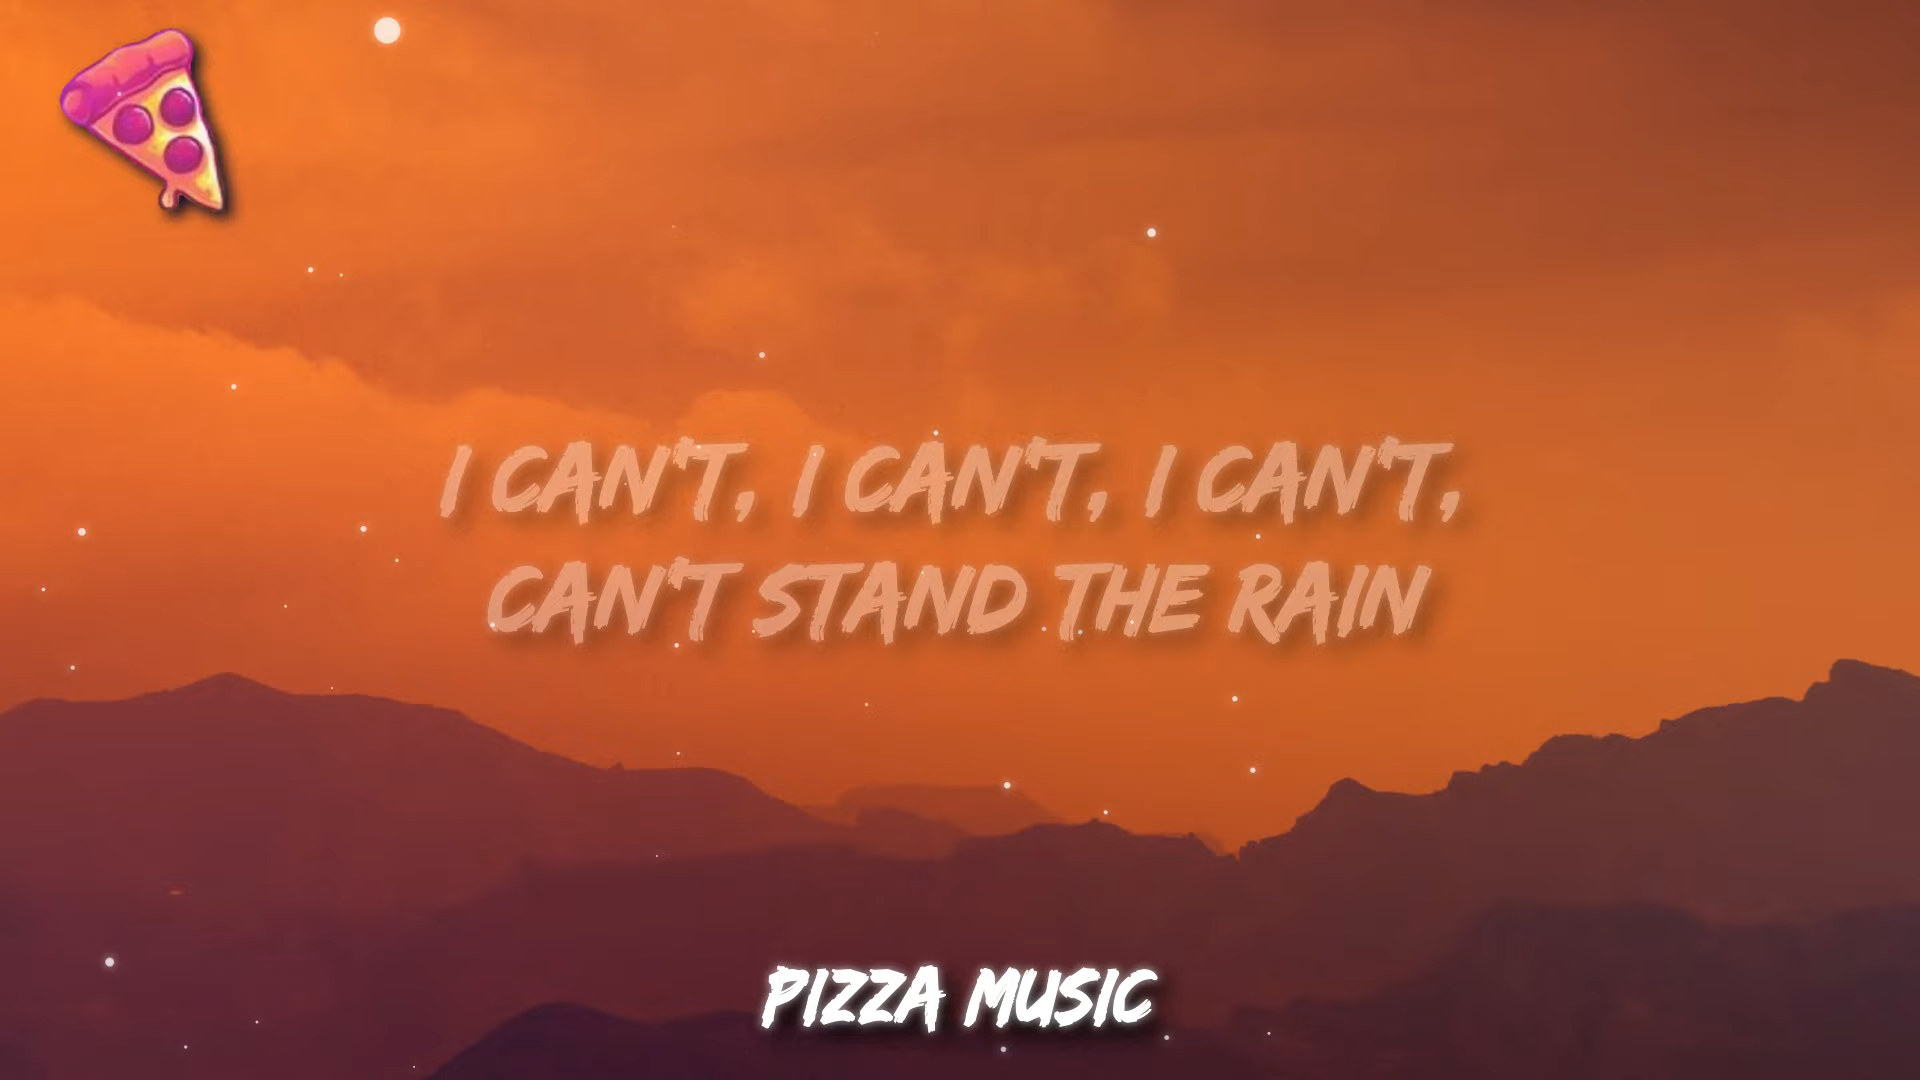 I CAN'T, I CAN'T, I CAN'T,
CAN'T STAND THE RAIN
PIZZA MUSIC